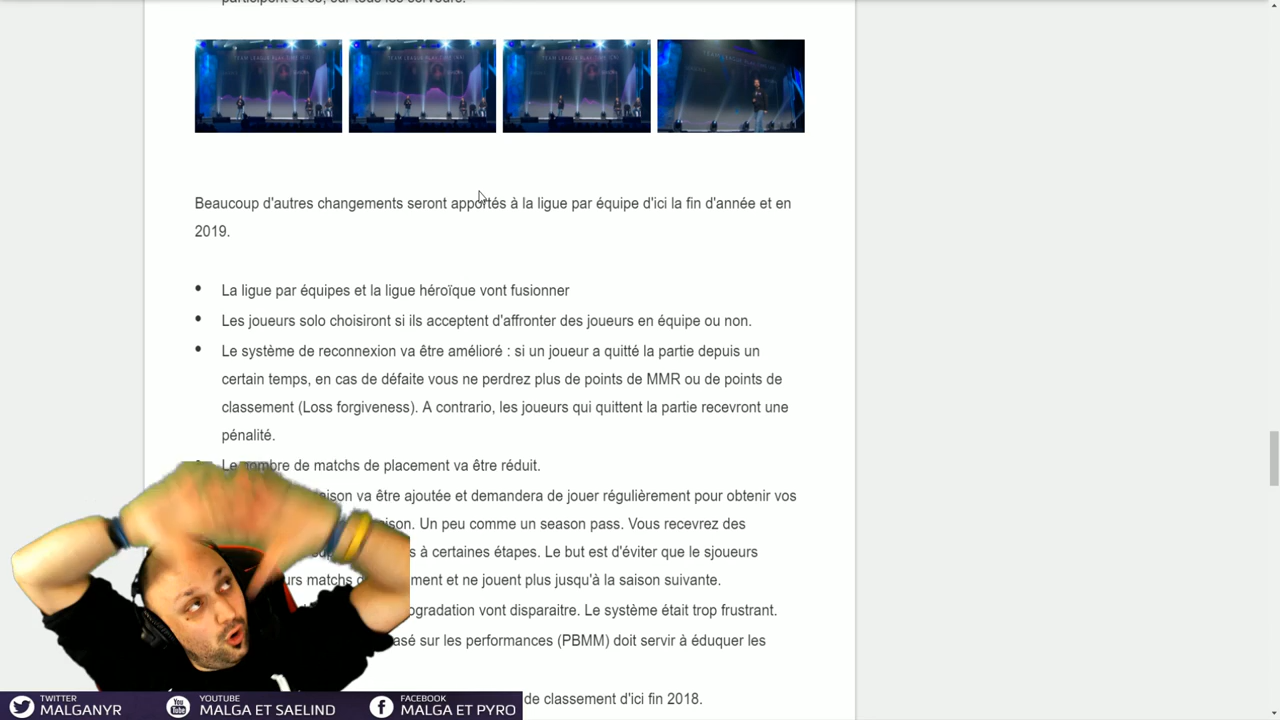 participent et ce, sur tous les serveurs.
Beaucoup d'autres changements seront apportés à la ligue par équipe d'ici la fin d'année et en
2019.
La ligue par équipes et la ligue héroïque vont fusionner
Les joueurs solo choisiront si ils acceptent d'affronter des joueurs en équipe ou non.
Le système de reconnexion va être amélioré : si un joueur a quitté la partie depuis un
certain temps, en cas de défaite vous ne perdrez plus de points de MMR ou de points de
classement (Loss forgiveness). A contrario, les joueurs qui quittent la partie recevront une
pénalité.
Le nombre de matchs de placement va être réduit.
va être ajoutée et demandera de jouer régulièrement pour obtenir vos
Un peu comme un season pass. Vous recevrez des
à certaines étapes. Le but est d'éviter que le sjoueurs
matchs et ne jouent plus jusqu'à la saison suivante.
vont disparaitre. Le système était trop frustrant.
sur les performances (PBMM) doit servir à éduquer les
de classement d'ici fin 2018.
TWITTER
MALGANYR
YOUTUBE
MALGA ET SAELIND
FACEBOOK
MALGA ET PYRO